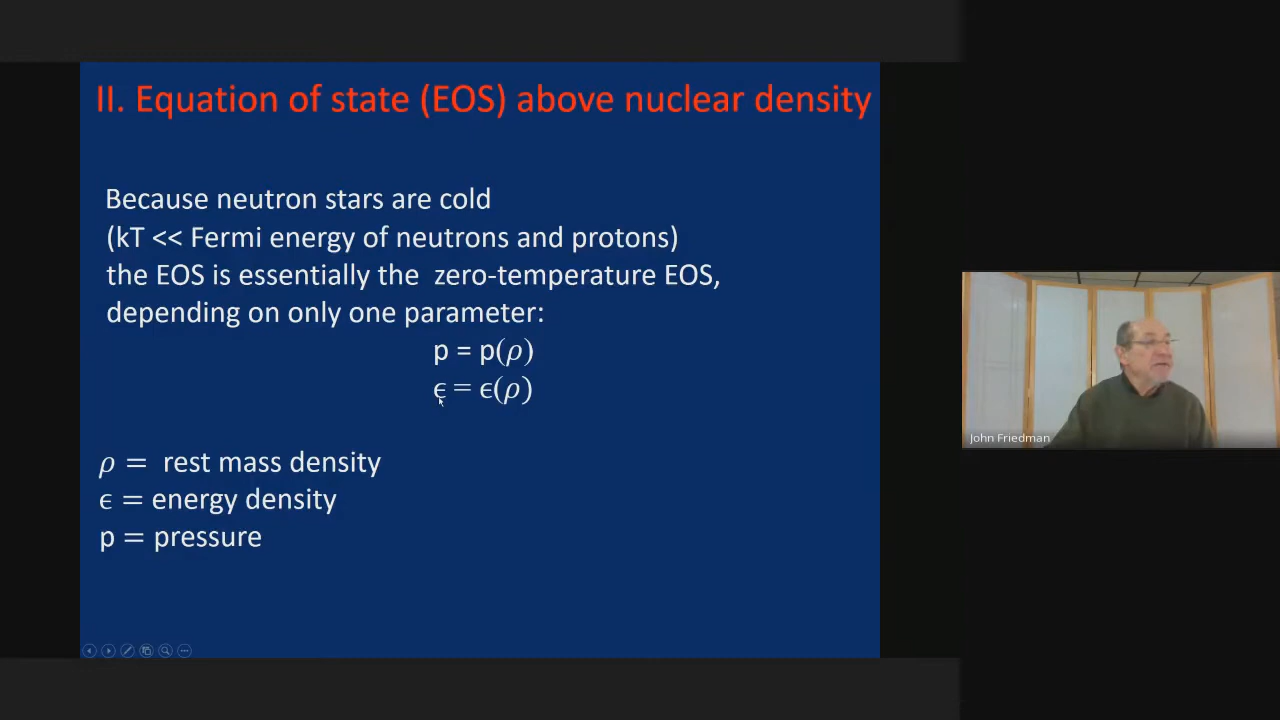 II. Equation of state (EOS) above nuclear density
Because neutron stars are cold
(kT << Fermi energy of neutrons and protons)
the EOS is essentially the zero-temperature EOS,
depending on only one parameter:
p = p(ρ)
ϵ = ϵ(ρ)
ρ = rest mass density
ϵ = energy density
p = pressure
John Friedman